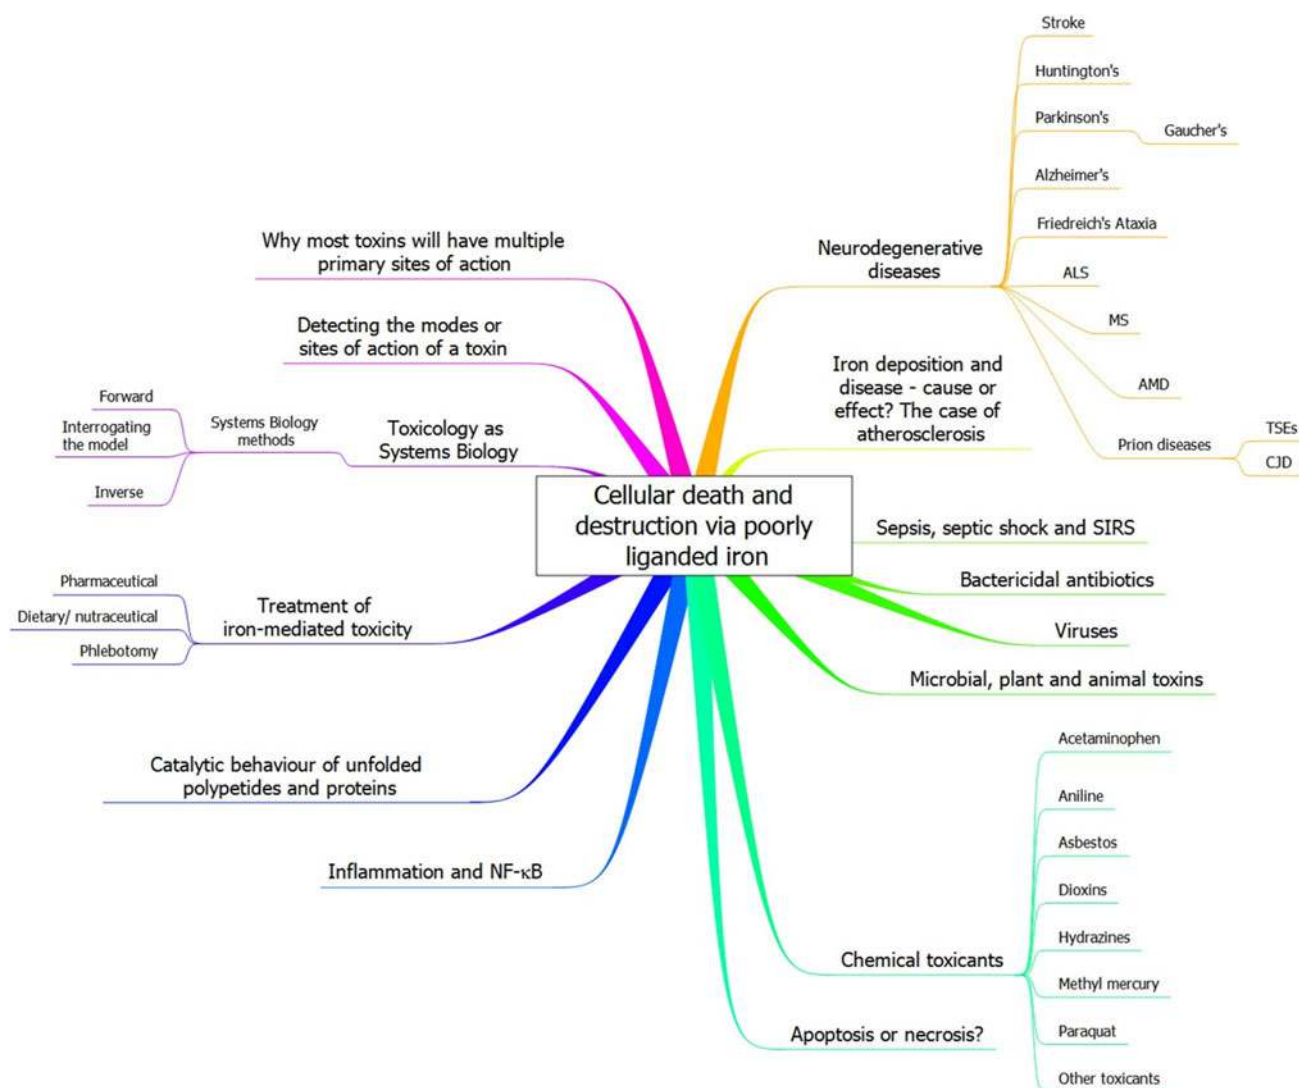 Cellular death and
destruction via poorly
liganded iron
Neurodegenerative
diseases
Stroke
Huntington's
Parkinson's
Gaucher's
Alzheimer's
Friedreich's Ataxia
ALS
MS
AMD
Prion diseases
TSEs
CJD
Iron deposition and
disease - cause or
effect? The case of
atherosclerosis
Sepsis, septic shock and SIRS
Bactericidal antibiotics
Viruses
Microbial, plant and animal toxins
Chemical toxicants
Acetaminophen
Aniline
Asbestos
Dioxins
Hydrazines
Methyl mercury
Paraquat
Other toxicants
Apoptosis or necrosis?
Inflammation and NF-κB
Catalytic behaviour of unfolded
polypetides and proteins
Treatment of
iron-mediated toxicity
Pharmaceutical
Dietary/ nutraceutical
Phlebotomy
Toxicology as
Systems Biology
Systems Biology
methods
Forward
Interrogating
the model
Inverse
Detecting the modes or
sites of action of a toxin
Why most toxins will have multiple
primary sites of action